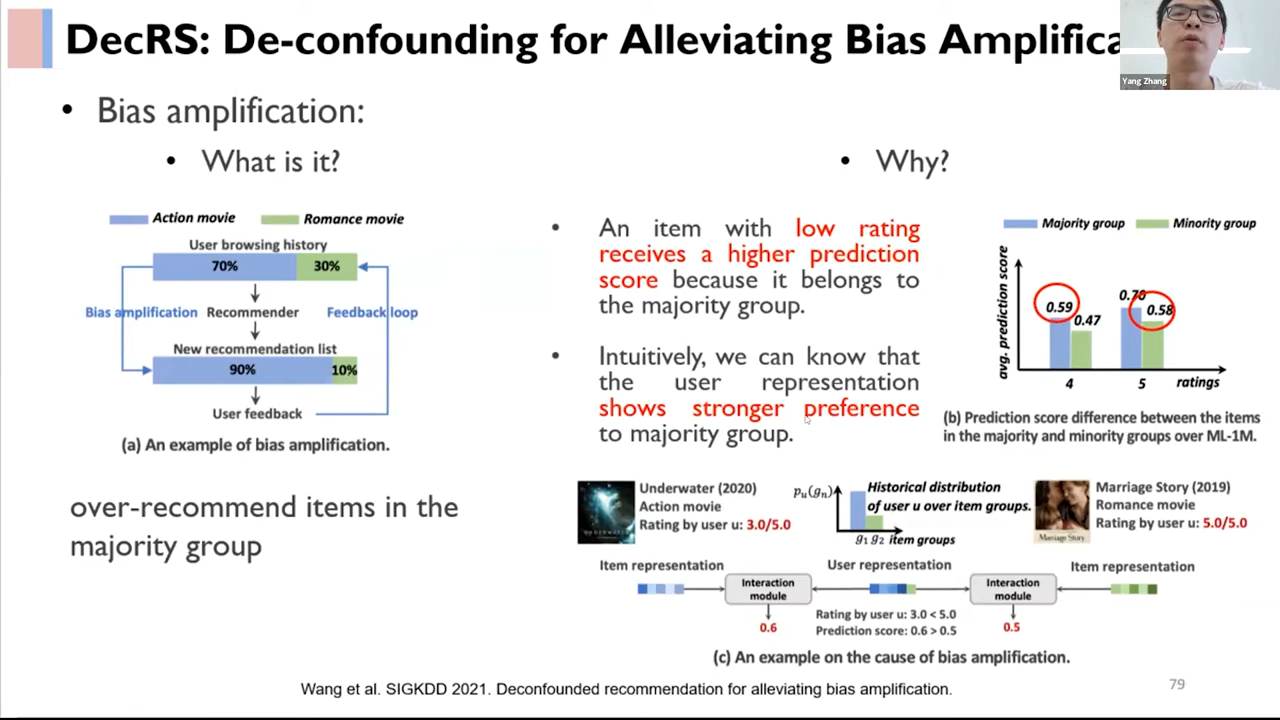 DecRS: De-confounding for Alleviating Bias Amplifica
Yang Zhang
• Bias amplification:
• What is it?
Action movie Romance movie
User browsing history
70% 30%
Bias amplification Recommender Feedback loop
New recommendation list
90% 10%
User feedback
(a) An example of bias amplification.
over-recommend items in the
majority group
• Why?
• An item with low rating
receives a higher prediction
score because it belongs to
the majority group.
• Intuitively, we can know that
the user representation
shows stronger preference
to majority group.
Majority group Minority group
avg. prediction score
0.59 0.47 0.70 0.58
4 5 ratings
(b) Prediction score difference between the items
in the majority and minority groups over ML-1M.
Underwater (2020)
Action movie
Rating by user u: 3.0/5.0
UNDERWATER
pᵤ(gₙ)
Historical distribution
of user u over item groups.
g₁ g₂ item groups
Marriage Story (2019)
Romance movie
Rating by user u: 5.0/5.0
Marriage Story
Item representation User representation Item representation
Interaction
module
Interaction
module
Rating by user u: 3.0 < 5.0
Prediction score: 0.6 > 0.5
0.6 0.5
(c) An example on the cause of bias amplification.
Wang et al. SIGKDD 2021. Deconfounded recommendation for alleviating bias amplification.
79